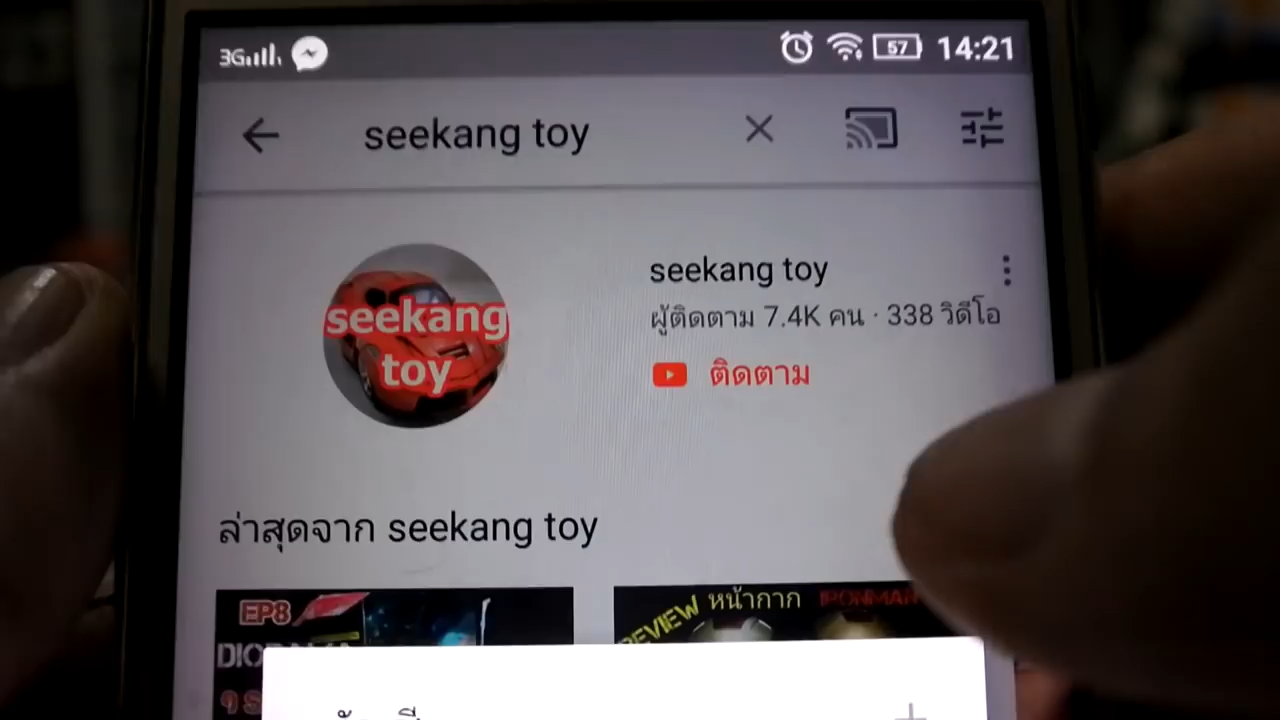 3G 57 14:21
seekang toy
seekang toy
seekang
toy
ผู้ติดตาม 7.4K คน · 338 วิดีโอ
ติดตาม
ล่าสุดจาก seekang toy
EP8
REVIEW หน้ากาก IRONMAN